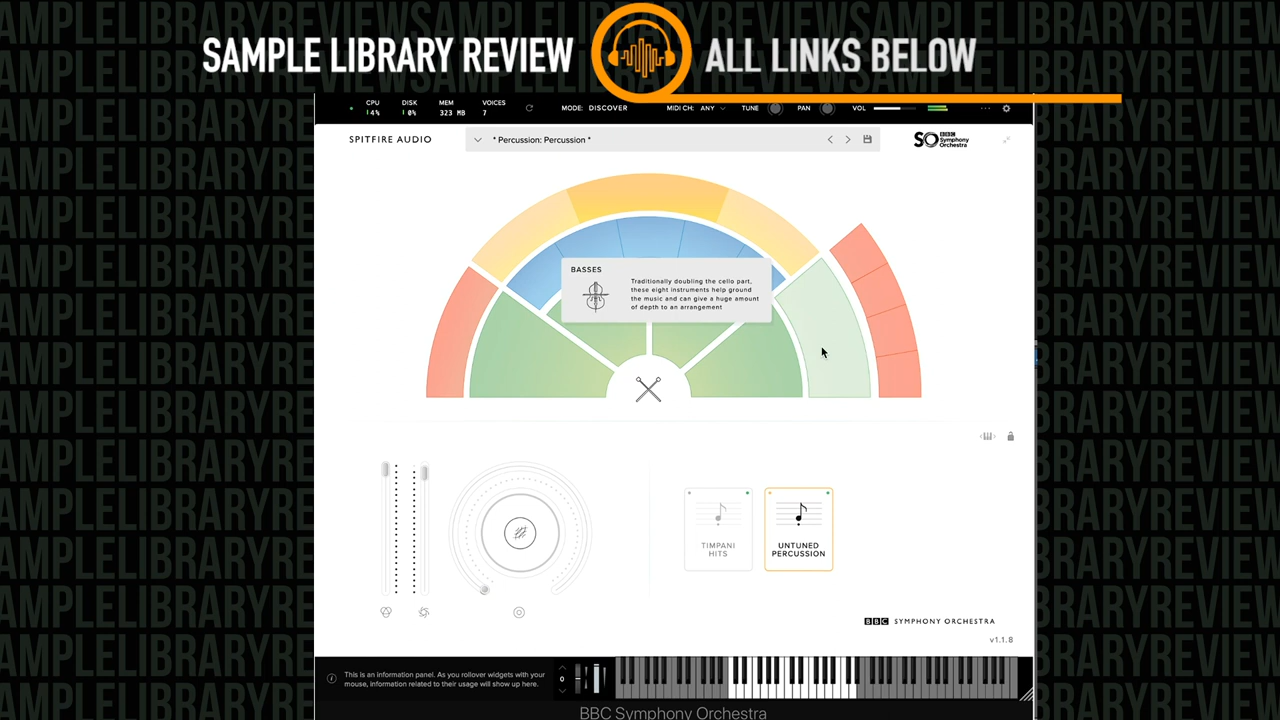 SAMPLE LIBRARY REVIEW
ALL LINKS BELOW
CPU DISK MEM VOICES
4% 0% 323 MB 7
MODE: DISCOVER MIDI CH: ANY TUNE PAN VOL
SPITFIRE AUDIO
* Percussion: Percussion *
SO BBC Symphony Orchestra
BASSES
Traditionally doubling the cello part,
these eight instruments help ground
the music and can give a huge amount
of depth to an arrangement
TIMPANI
HITS
UNTUNED
PERCUSSION
BBC SYMPHONY ORCHESTRA
v1.1.8
This is an information panel. As you rollover widgets with your
mouse, information related to their usage will show up here.
0
BBC Symphony Orchestra